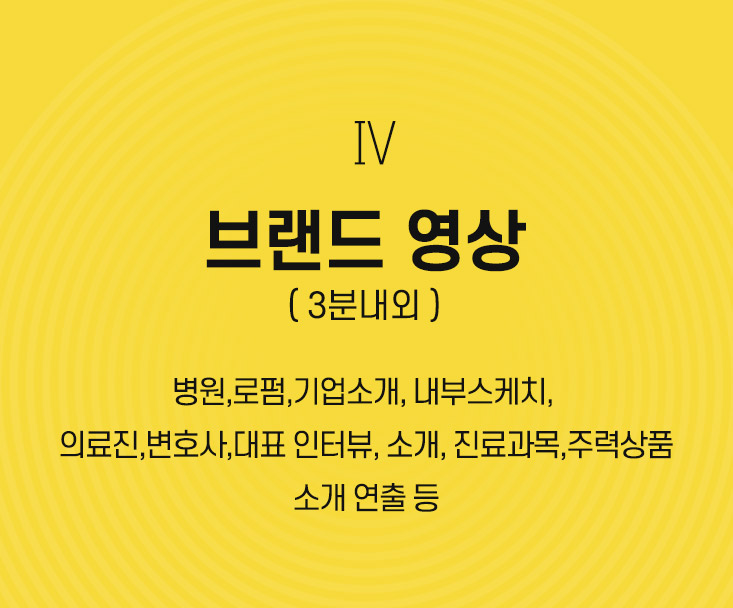 IV
브랜드 영상
( 3분내외 )
병원,로펌,기업소개, 내부스케치,
의료진,변호사,대표 인터뷰, 소개, 진료과목,주력상품
소개 연출 등